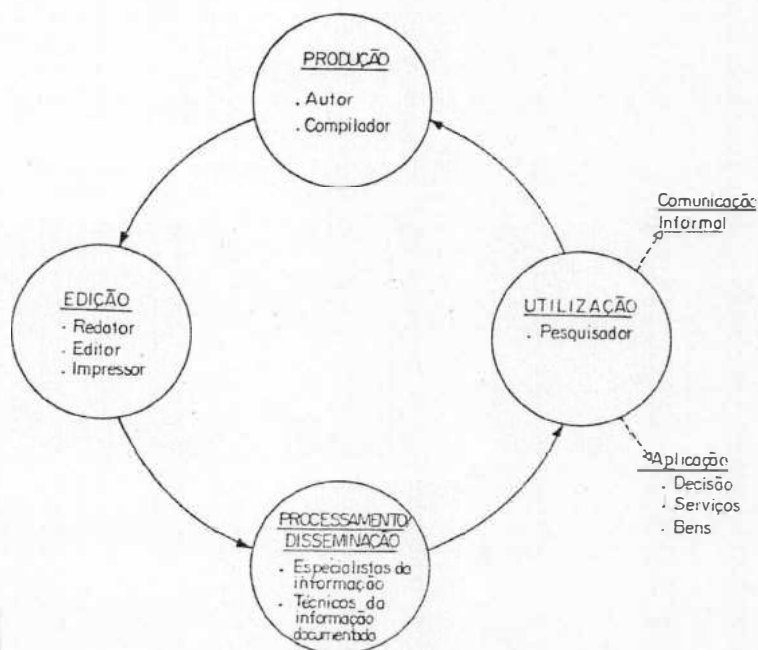 PRODUÇÃO
. Autor
. Compilador
Comunicação
Informal
EDIÇÃO
. Redator
. Editor
. Impressor
UTILIZAÇÃO
. Pesquisador
Aplicação
. Decisão
. Serviços
. Bens
PROCESSAMENTO/
DISSEMINAÇÃO
. Especialistas da
informação
. Técnicos da
informação
documentada